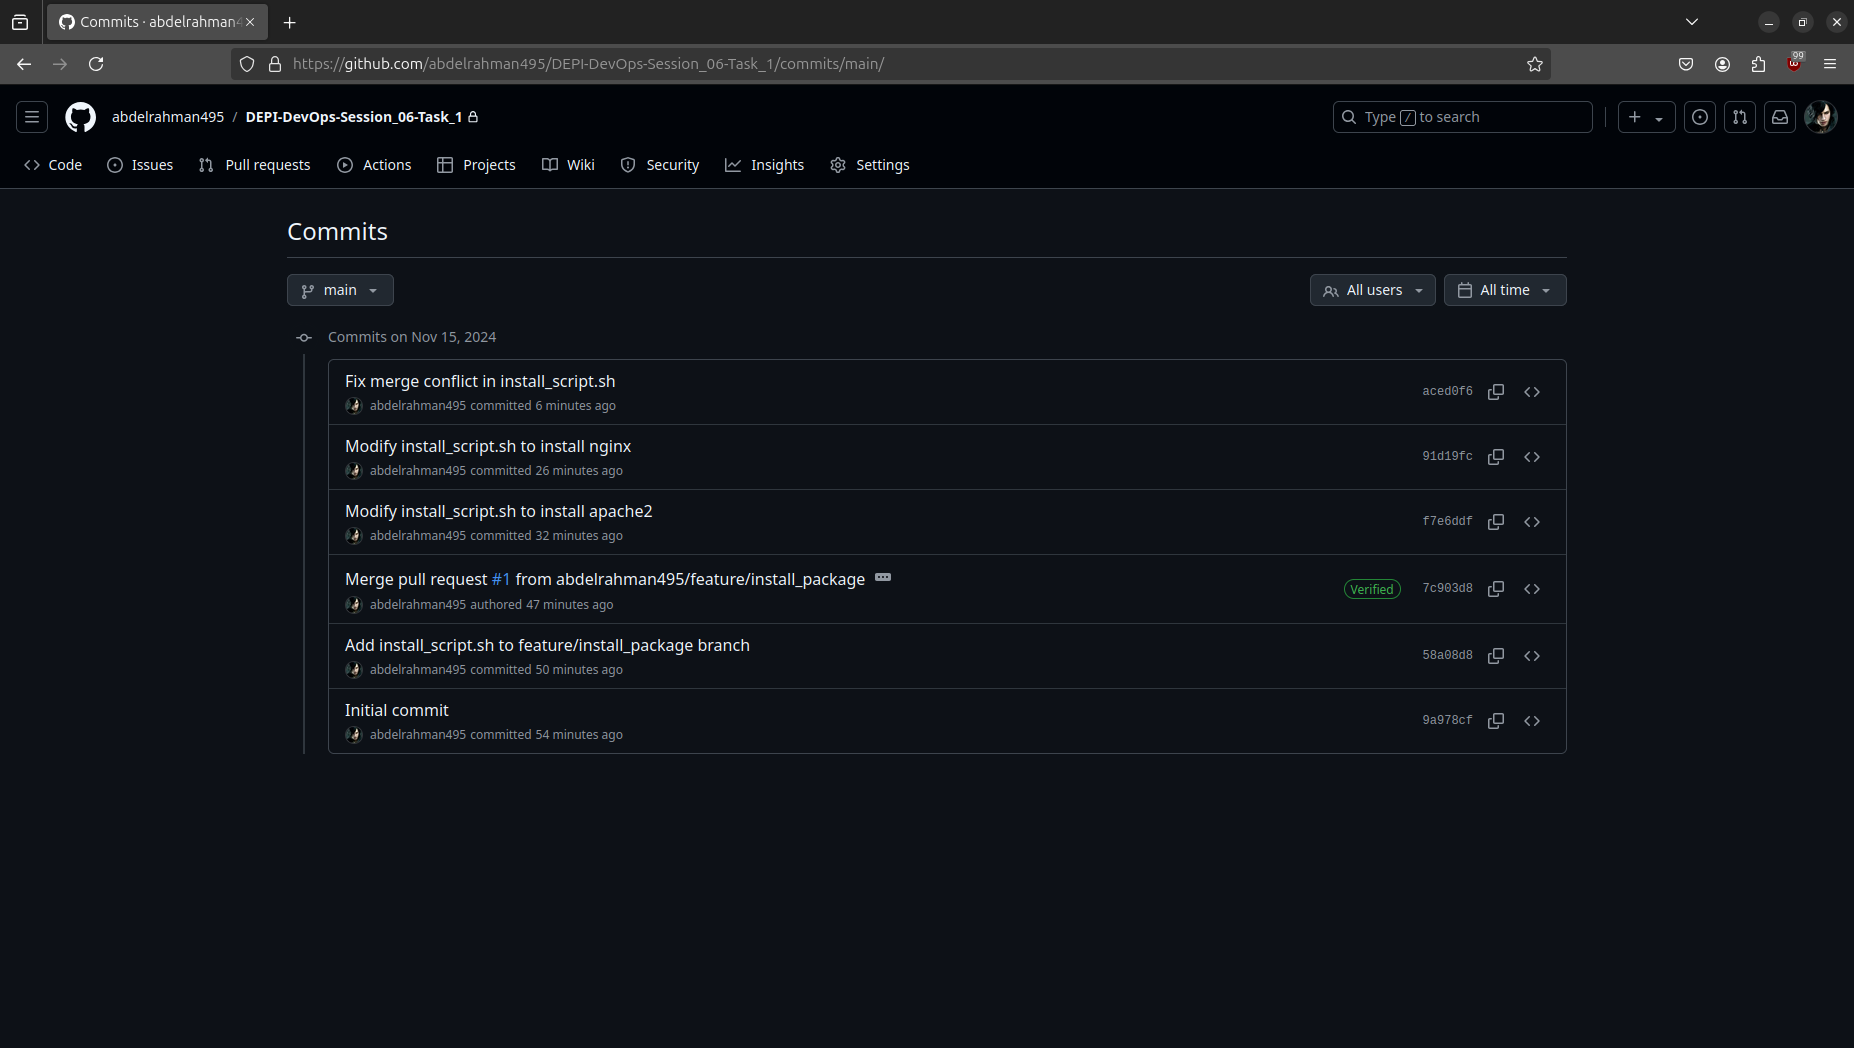 Commits · abdelrahman4
https://github.com/abdelrahman495/DEPI-DevOps-Session_06-Task_1/commits/main/
99
abdelrahman495 / DEPI-DevOps-Session_06-Task_1
Type / to search
Code
Issues
Pull requests
Actions
Projects
Wiki
Security
Insights
Settings
Commits
main
All users
All time
Commits on Nov 15, 2024
Fix merge conflict in install_script.sh
abdelrahman495 committed 6 minutes ago
aced0f6
Modify install_script.sh to install nginx
abdelrahman495 committed 26 minutes ago
91d19fc
Modify install_script.sh to install apache2
abdelrahman495 committed 32 minutes ago
f7e6ddf
Merge pull request #1 from abdelrahman495/feature/install_package
abdelrahman495 authored 47 minutes ago
Verified
7c903d8
Add install_script.sh to feature/install_package branch
abdelrahman495 committed 50 minutes ago
58a08d8
Initial commit
abdelrahman495 committed 54 minutes ago
9a978cf